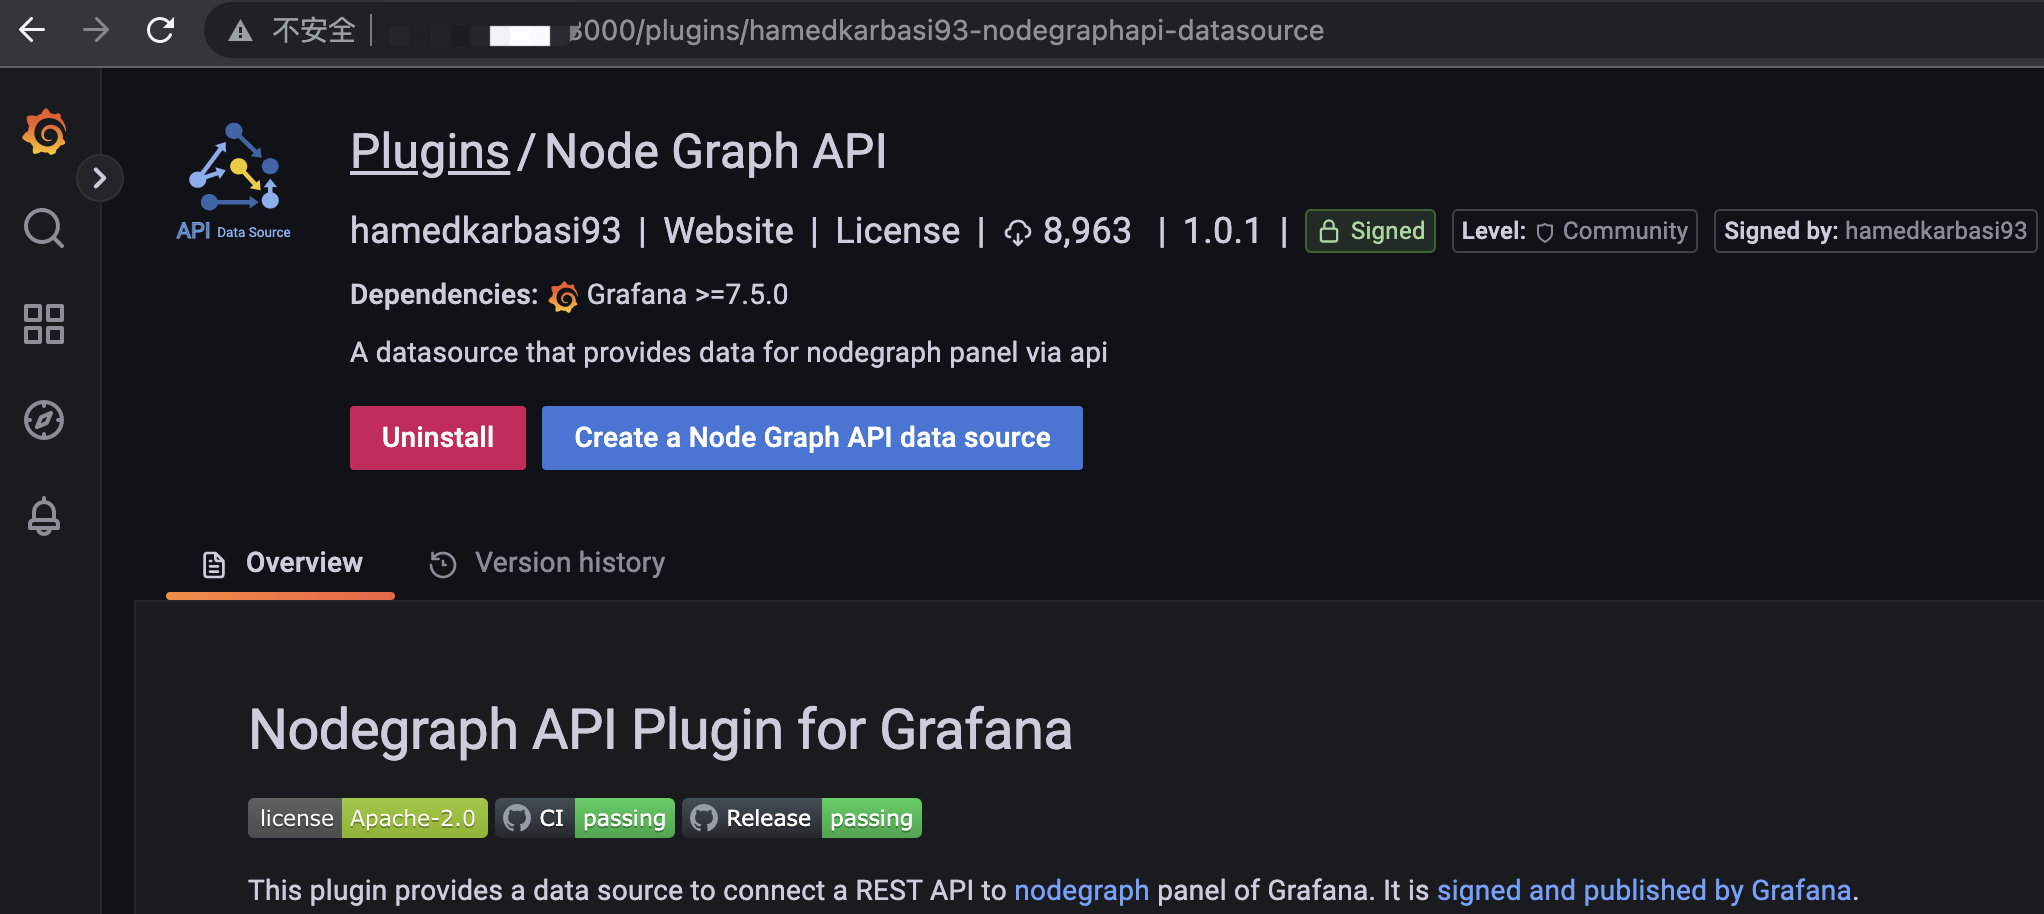 不安全
000/plugins/hamedkarbasi93-nodegraphapi-datasource
Plugins / Node Graph API
API Data Source
hamedkarbasi93 | Website | License | 8,963 | 1.0.1 | Signed Level: Community Signed by: hamedkarbasi93
Dependencies: Grafana >=7.5.0
A datasource that provides data for nodegraph panel via api
Uninstall Create a Node Graph API data source
Overview Version history
Nodegraph API Plugin for Grafana
license Apache-2.0 CI passing Release passing
This plugin provides a data source to connect a REST API to nodegraph panel of Grafana. It is signed and published by Grafana.